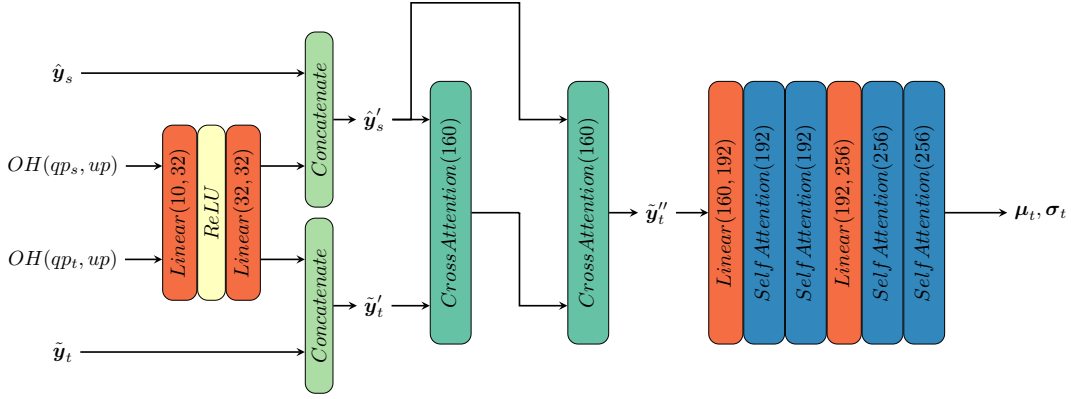 ŷ_s
OH(qp_s, up)
OH(qp_t, up)
ỹ_t
Linear(10, 32)
ReLU
Linear(32, 32)
Concatenate
Concatenate
ŷ′_s
ỹ′_t
CrossAttention(160)
CrossAttention(160)
ỹ″_t
Linear(160, 192)
SelfAttention(192)
SelfAttention(192)
Linear(192, 256)
SelfAttention(256)
SelfAttention(256)
μ_t, σ_t